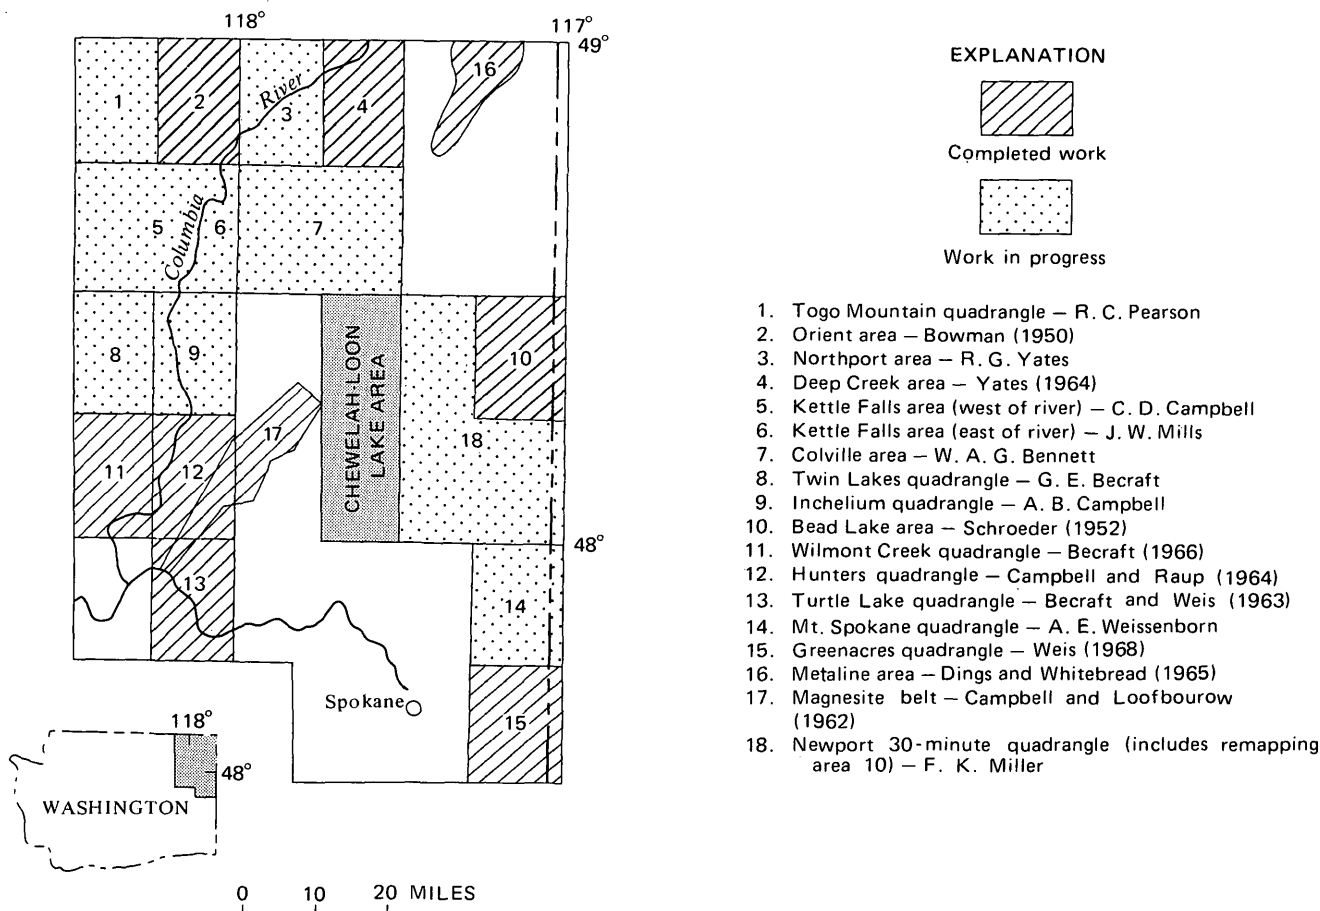 118°
117°
49°
1
2
River
3
4
16
5
Columbia
6
7
8
9
CHEWELAH-LOON
LAKE AREA
10
11
12
17
18
48°
13
14
Spokane
15
118°
48°
WASHINGTON
0 10 20 MILES
EXPLANATION
Completed work
Work in progress
1. Togo Mountain quadrangle — R. C. Pearson
2. Orient area — Bowman (1950)
3. Northport area — R. G. Yates
4. Deep Creek area — Yates (1964)
5. Kettle Falls area (west of river) — C. D. Campbell
6. Kettle Falls area (east of river) — J. W. Mills
7. Colville area — W. A. G. Bennett
8. Twin Lakes quadrangle — G. E. Becraft
9. Inchelium quadrangle — A. B. Campbell
10. Bead Lake area — Schroeder (1952)
11. Wilmont Creek quadrangle — Becraft (1966)
12. Hunters quadrangle — Campbell and Raup (1964)
13. Turtle Lake quadrangle — Becraft and Weis (1963)
14. Mt. Spokane quadrangle — A. E. Weissenborn
15. Greenacres quadrangle — Weis (1968)
16. Metaline area — Dings and Whitebread (1965)
17. Magnesite belt — Campbell and Loofbourow
(1962)
18. Newport 30-minute quadrangle (includes remapping
area 10) — F. K. Miller